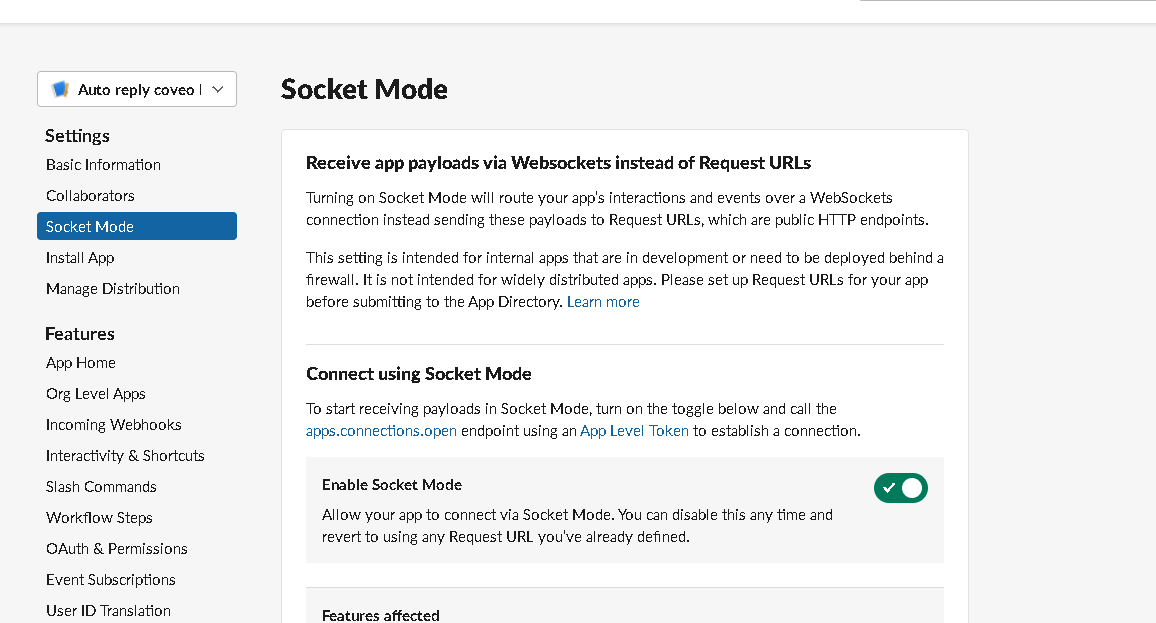 Auto reply coveo
Socket Mode
Settings
Basic Information
Collaborators
Socket Mode
Install App
Manage Distribution
Features
App Home
Org Level Apps
Incoming Webhooks
Interactivity & Shortcuts
Slash Commands
Workflow Steps
OAuth & Permissions
Event Subscriptions
User ID Translation
Receive app payloads via Websockets instead of Request URLs
Turning on Socket Mode will route your app's interactions and events over a WebSockets
connection instead sending these payloads to Request URLs, which are public HTTP endpoints.
This setting is intended for internal apps that are in development or need to be deployed behind a
firewall. It is not intended for widely distributed apps. Please set up Request URLs for your app
before submitting to the App Directory. Learn more
Connect using Socket Mode
To start receiving payloads in Socket Mode, turn on the toggle below and call the
apps.connections.open endpoint using an App Level Token to establish a connection.
Enable Socket Mode
Allow your app to connect via Socket Mode. You can disable this any time and
revert to using any Request URL you've already defined.
Features affected